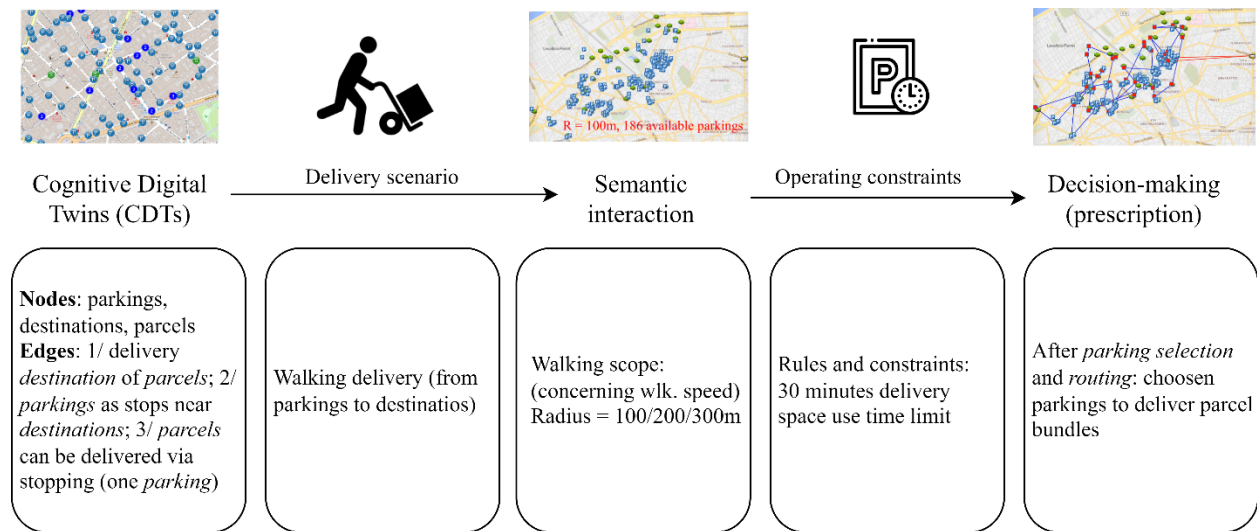 R = 100m, 186 available parkings
P
Cognitive Digital
Twins (CDTs)
Delivery scenario
Semantic
interaction
Operating constraints
Decision-making
(prescription)
Nodes: parkings,
destinations, parcels
Edges: 1/ delivery
destination of parcels; 2/
parkings as stops near
destinations; 3/ parcels
can be delivered via
stopping (one parking)
Walking delivery (from
parkings to destinatios)
Walking scope:
(concerning wlk. speed)
Radius = 100/200/300m
Rules and constraints:
30 minutes delivery
space use time limit
After parking selection
and routing: choosen
parkings to deliver parcel
bundles